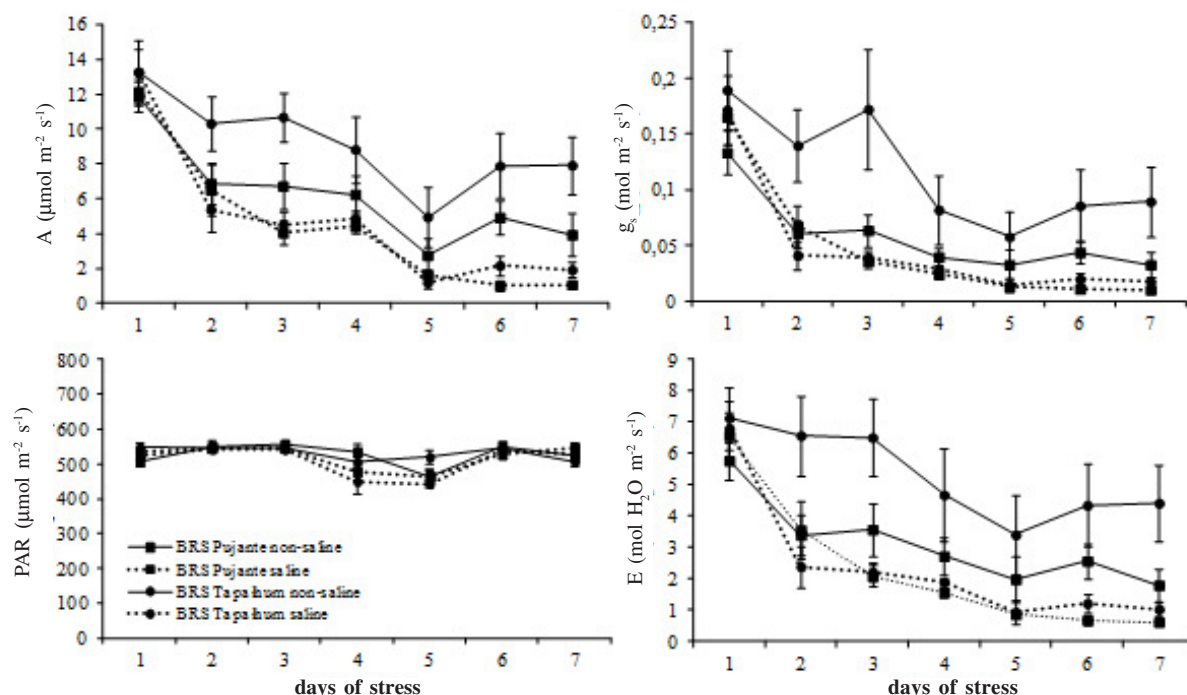 A (µmol m⁻² s⁻¹)
16
14
12
10
8
6
4
2
0
1 2 3 4 5 6 7
gₛ (mol m⁻² s⁻¹)
0,25
0,2
0,15
0,1
0,05
0
1 2 3 4 5 6 7
PAR (µmol m⁻² s⁻¹)
800
700
600
500
400
300
200
100
0
BRS Pujante non-saline
BRS Pujante saline
BRS Tapaihum non-saline
BRS Tapaihum saline
1 2 3 4 5 6 7
days of stress
E (mol H₂O m⁻² s⁻¹)
9
8
7
6
5
4
3
2
1
0
1 2 3 4 5 6 7
days of stress